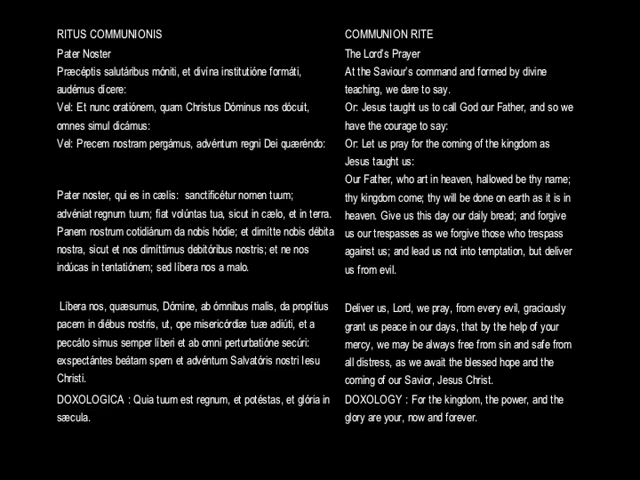 RITUS COMMUNIONIS
Pater Noster
Præcéptis salutáribus móniti, et divína institutióne formáti,
audémus dícere:
Vel: Et nunc oratiónem, quam Christus Dóminus nos dócuit,
omnes simul dicámus:
Vel: Precem nostram pergámus, advéntum regni Dei quæréndo:
Pater noster, qui es in cælis: sanctificétur nomen tuum;
advéniat regnum tuum; fiat volúntas tua, sicut in cælo, et in terra.
Panem nostrum cotidiánum da nobis hódie; et dimítte nobis débita
nostra, sicut et nos dimíttimus debitóribus nostris; et ne nos
indúcas in tentatiónem; sed líbera nos a malo.
Líbera nos, quæsumus, Dómine, ab ómnibus malis, da propítius
pacem in diébus nostris, ut, ope misericórdiæ tuæ adiúti, et a
peccáto simus semper líberi et ab omni perturbatióne secúri:
exspectántes beátam spem et advéntum Salvatóris nostri Iesu
Christi.
DOXOLOGICA : Quia tuum est regnum, et potéstas, et glória in
sæcula.
COMMUNION RITE
The Lord's Prayer
At the Saviour's command and formed by divine
teaching, we dare to say.
Or: Jesus taught us to call God our Father, and so we
have the courage to say:
Or: Let us pray for the coming of the kingdom as
Jesus taught us:
Our Father, who art in heaven, hallowed be thy name;
thy kingdom come; thy will be done on earth as it is in
heaven. Give us this day our daily bread; and forgive
us our trespasses as we forgive those who trespass
against us; and lead us not into temptation, but deliver
us from evil.
Deliver us, Lord, we pray, from every evil, graciously
grant us peace in our days, that by the help of your
mercy, we may be always free from sin and safe from
all distress, as we await the blessed hope and the
coming of our Savior, Jesus Christ.
DOXOLOGY : For the kingdom, the power, and the
glory are your, now and forever.